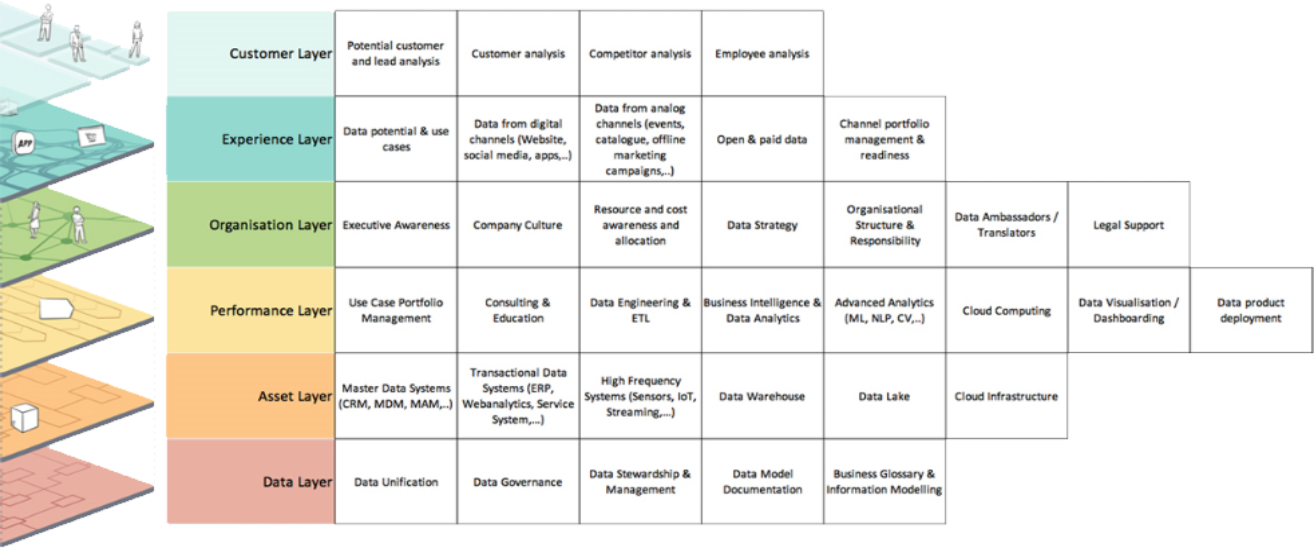 Customer Layer
Potential customer
and lead analysis
Customer analysis
Competitor analysis
Employee analysis
APP
Experience Layer
Data potential & use
cases
Data from digital
channels (Website,
social media, apps,..)
Data from analog
channels (events,
catalogue, offline
marketing
campaigns,..)
Open & paid data
Channel portfolio
management &
readiness
Organisation Layer
Executive Awareness
Company Culture
Resource and cost
awareness and
allocation
Data Strategy
Organisational
Structure &
Responsibility
Data Ambassadors /
Translators
Legal Support
Performance Layer
Use Case Portfolio
Management
Consulting &
Education
Data Engineering &
ETL
Business Intelligence &
Data Analytics
Advanced Analytics
(ML, NLP, CV,..)
Cloud Computing
Data Visualisation /
Dashboarding
Data product
deployment
Asset Layer
Master Data Systems
(CRM, MDM, MAM,..)
Transactional Data
Systems (ERP,
Webanalytics, Service
System,...)
High Frequency
Systems (Sensors, IoT,
Streaming,...)
Data Warehouse
Data Lake
Cloud Infrastructure
Data Layer
Data Unification
Data Governance
Data Stewardship &
Management
Data Model
Documentation
Business Glossary &
Information Modelling